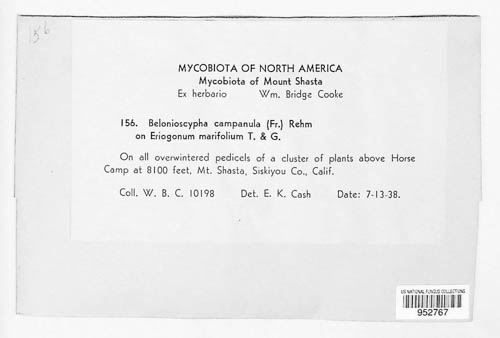 156
MYCOBIOTA OF NORTH AMERICA
Mycobiota of Mount Shasta
Ex herbario Wm. Bridge Cooke
156. Belonioscypha campanula (Fr.) Rehm
on Eriogonum marifolium T. & G.
On all overwintered pedicels of a cluster of plants above Horse
Camp at 8100 feet, Mt. Shasta, Siskiyou Co., Calif.
Coll. W. B. C. 10198 Det. E. K. Cash Date: 7-13-38.
US NATIONAL FUNGUS COLLECTIONS
952767